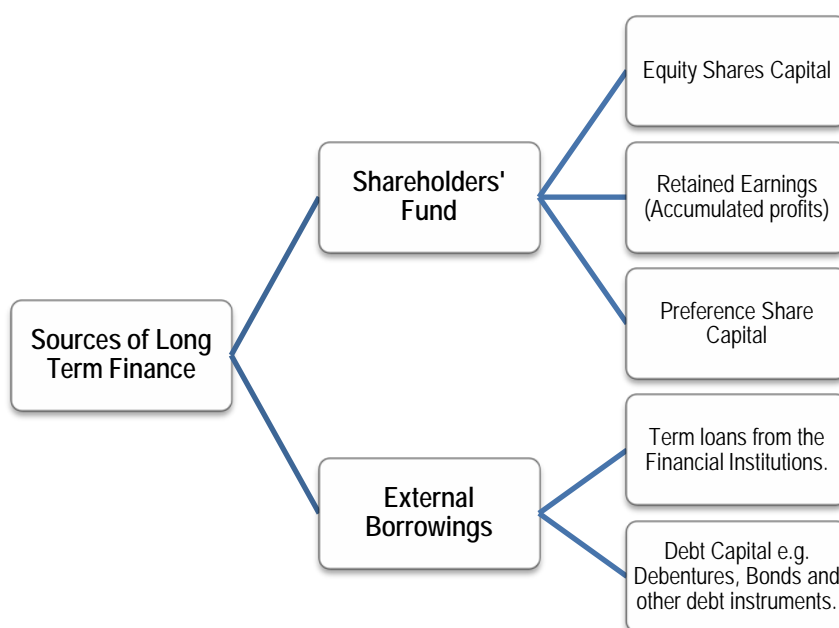 Sources of Long
Term Finance
Shareholders'
Fund
Equity Shares Capital
Retained Earnings
(Accumulated profits)
Preference Share
Capital
External
Borrowings
Term loans from the
Financial Institutions.
Debt Capital e.g.
Debentures, Bonds and
other debt instruments.